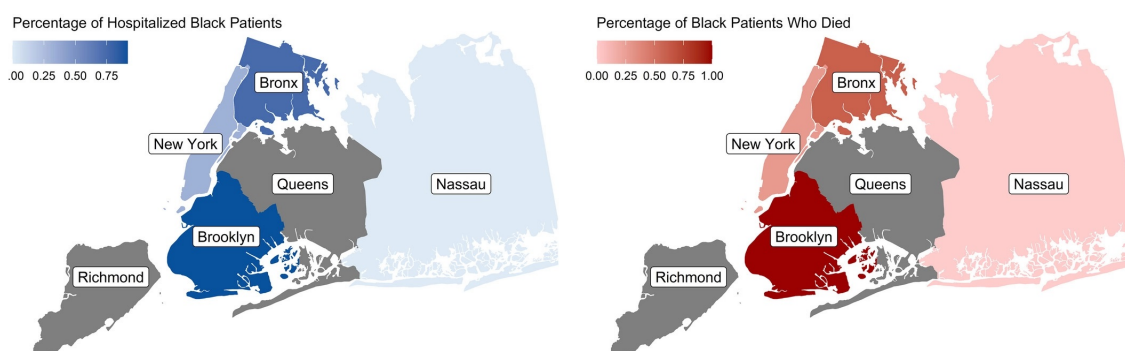 Percentage of Hospitalized Black Patients
.00 0.25 0.50 0.75
Bronx
New York
Queens
Nassau
Brooklyn
Richmond
Percentage of Black Patients Who Died
0.00 0.25 0.50 0.75 1.00
Bronx
New York
Queens
Nassau
Brooklyn
Richmond